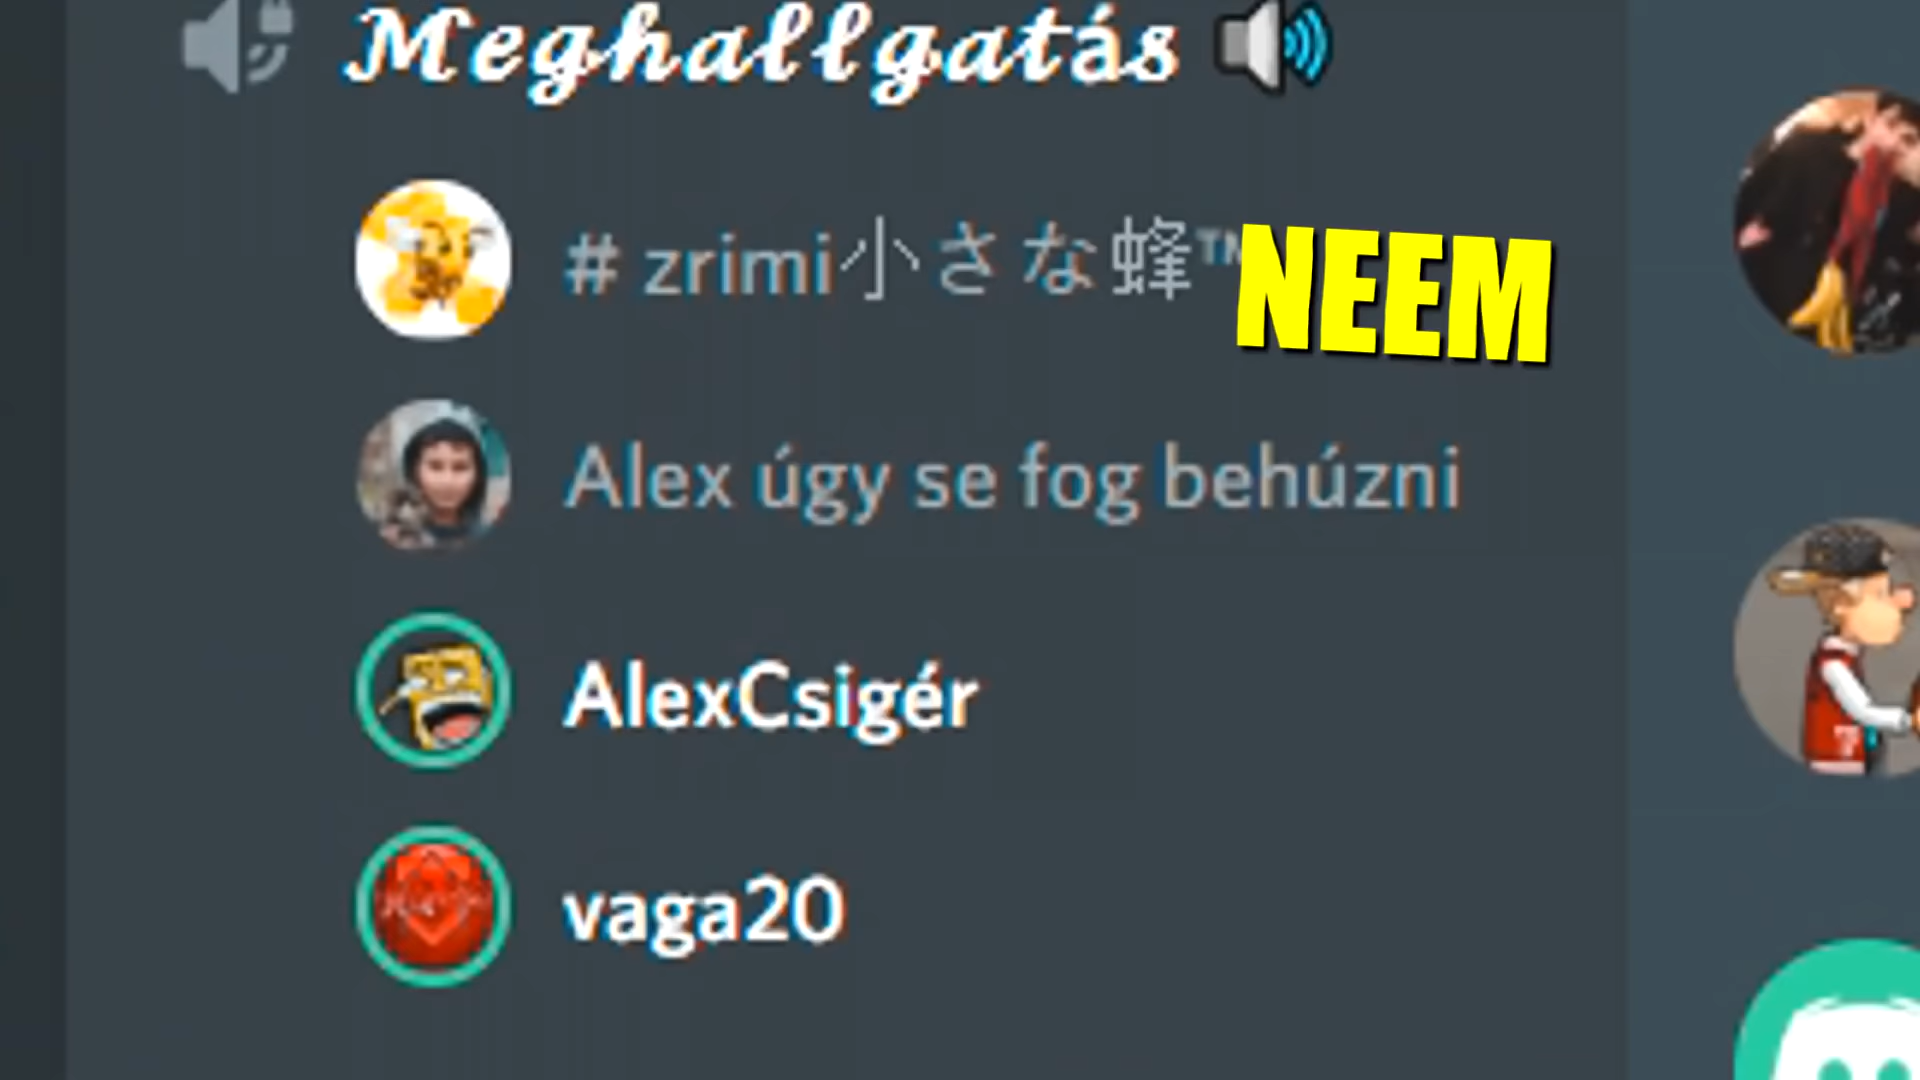 Meghallgatás 🔊
# zrimi小さな蜂™
NEEM
Alex úgy se fog behúzni
AlexCsigér
vaga20